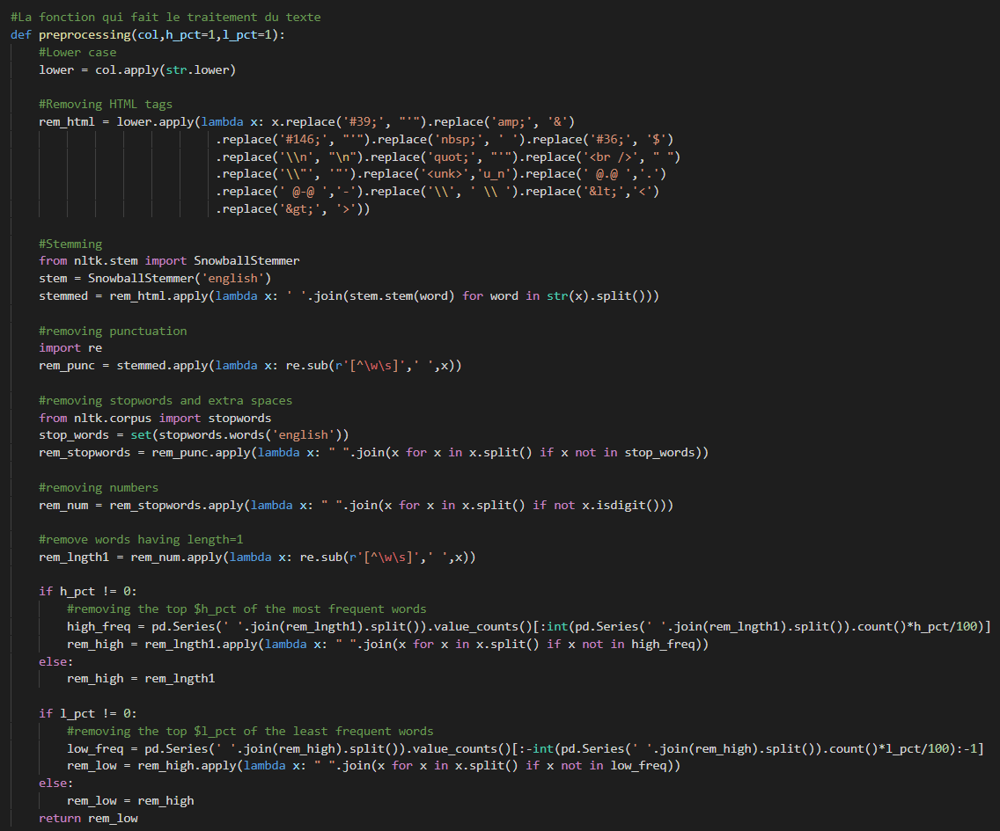 #La fonction qui fait le traitement du texte
def preprocessing(col,h_pct=1,l_pct=1):
    #Lower case
    lower = col.apply(str.lower)

    #Removing HTML tags
    rem_html = lower.apply(lambda x: x.replace('#39;', "'").replace('amp;', '&')
                             .replace('#146;', "'").replace('nbsp;', ' ').replace('#36;', '$')
                             .replace('\\n', "\n").replace('quot;', "'").replace('<br />', " ")
                             .replace('\\"', '"').replace('<unk>','u_n').replace(' @.@ ','.')
                             .replace(' @-@ ','-').replace('\\', ' \\ ').replace('&lt;','<')
                             .replace('&gt;', '>'))

    #Stemming
    from nltk.stem import SnowballStemmer
    stem = SnowballStemmer('english')
    stemmed = rem_html.apply(lambda x: ' '.join(stem.stem(word) for word in str(x).split()))

    #removing punctuation
    import re
    rem_punc = stemmed.apply(lambda x: re.sub(r'[^\w\s]',' ',x))

    #removing stopwords and extra spaces
    from nltk.corpus import stopwords
    stop_words = set(stopwords.words('english'))
    rem_stopwords = rem_punc.apply(lambda x: " ".join(x for x in x.split() if x not in stop_words))

    #removing numbers
    rem_num = rem_stopwords.apply(lambda x: " ".join(x for x in x.split() if not x.isdigit()))

    #remove words having length=1
    rem_lngth1 = rem_num.apply(lambda x: re.sub(r'[^\w\s]',' ',x))

    if h_pct != 0:
        #removing the top $h_pct of the most frequent words
        high_freq = pd.Series(' '.join(rem_lngth1).split()).value_counts()[:int(pd.Series(' '.join(rem_lngth1).split()).count()*h_pct/100)]
        rem_high = rem_lngth1.apply(lambda x: " ".join(x for x in x.split() if x not in high_freq))
    else:
        rem_high = rem_lngth1

    if l_pct != 0:
        #removing the top $l_pct of the least frequent words
        low_freq = pd.Series(' '.join(rem_high).split()).value_counts()[:-int(pd.Series(' '.join(rem_high).split()).count()*l_pct/100):-1]
        rem_low = rem_high.apply(lambda x: " ".join(x for x in x.split() if x not in low_freq))
    else:
        rem_low = rem_high
    return rem_low